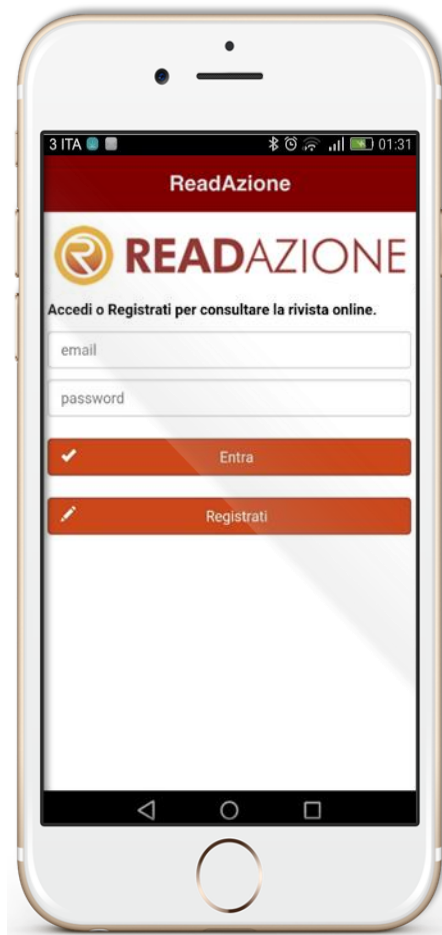 3 ITA 01:31
ReadAzione
READAZIONE
Accedi o Registrati per consultare la rivista online.
email
password
Entra
Registrati